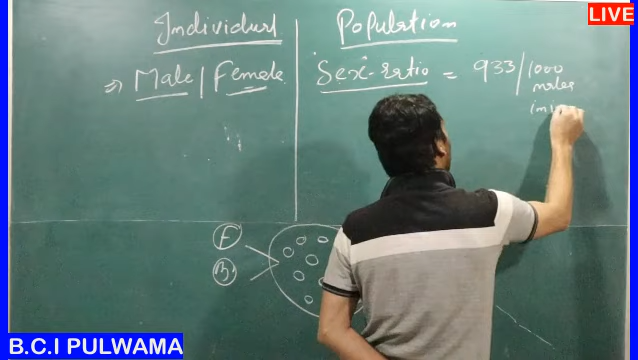 LIVE
Individual
Population
⇒ Male | Female
Sex-ratio = 933 / 1000
males
F
B.C.I PULWAMA